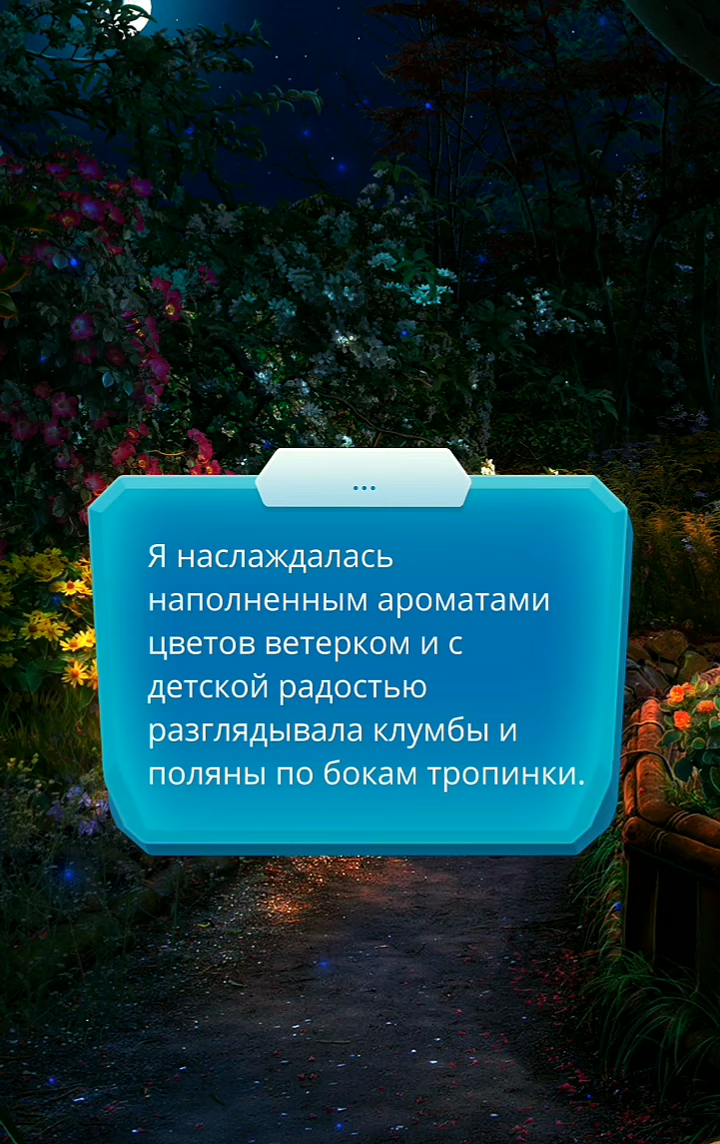 ...
Я наслаждалась
наполненным ароматами
цветов ветерком и с
детской радостью
разглядывала клумбы и
поляны по бокам тропинки.